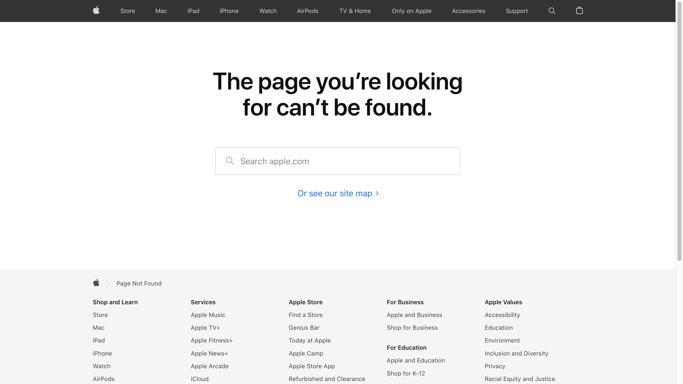 Store Mac iPad iPhone Watch AirPods TV & Home Only on Apple Accessories Support
The page you’re looking
for can’t be found.
Search apple.com
Or see our site map
Page Not Found
Shop and Learn
Store
Mac
iPad
iPhone
Watch
AirPods
Services
Apple Music
Apple TV+
Apple Fitness+
Apple News+
Apple Arcade
iCloud
Apple Store
Find a Store
Genius Bar
Today at Apple
Apple Camp
Apple Store App
Refurbished and Clearance
For Business
Apple and Business
Shop for Business
For Education
Apple and Education
Shop for K-12
Apple Values
Accessibility
Education
Environment
Inclusion and Diversity
Privacy
Racial Equity and Justice